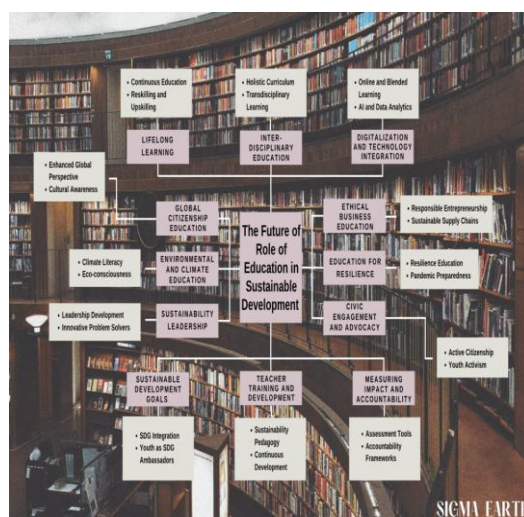 • Continuous Education
• Reskilling and
Upskilling
• Holistic Curriculum
• Transdisciplinary
Learning
• Online and Blended
Learning
• AI and Data Analytics
LIFELONG
LEARNING
INTER-
DISCIPLINARY
EDUCATION
DIGITALIZATION
AND TECHNOLOGY
INTEGRATION
• Enhanced Global
Perspective
• Cultural Awareness
GLOBAL
CITIZENSHIP
EDUCATION
The Future of
Role of
Education in
Sustainable
Development
ETHICAL
BUSINESS
EDUCATION
• Responsible Entrepreneurship
• Sustainable Supply Chains
• Climate Literacy
• Eco-consciousness
ENVIRONMENTAL
AND CLIMATE
EDUCATION
EDUCATION FOR
RESILIENCE
• Resilience Education
• Pandemic Preparedness
• Leadership Development
• Innovative Problem Solvers
SUSTAINABILITY
LEADERSHIP
CIVIC
ENGAGEMENT
AND ADVOCACY
• Active Citizenship
• Youth Activism
SUSTAINABLE
DEVELOPMENT
GOALS
TEACHER
TRAINING AND
DEVELOPMENT
MEASURING
IMPACT AND
ACCOUNTABILITY
• SDG Integration
• Youth as SDG
Ambassadors
• Sustainability
Pedagogy
• Continuous
Development
• Assessment Tools
• Accountability
Frameworks
SIGMA EARTH